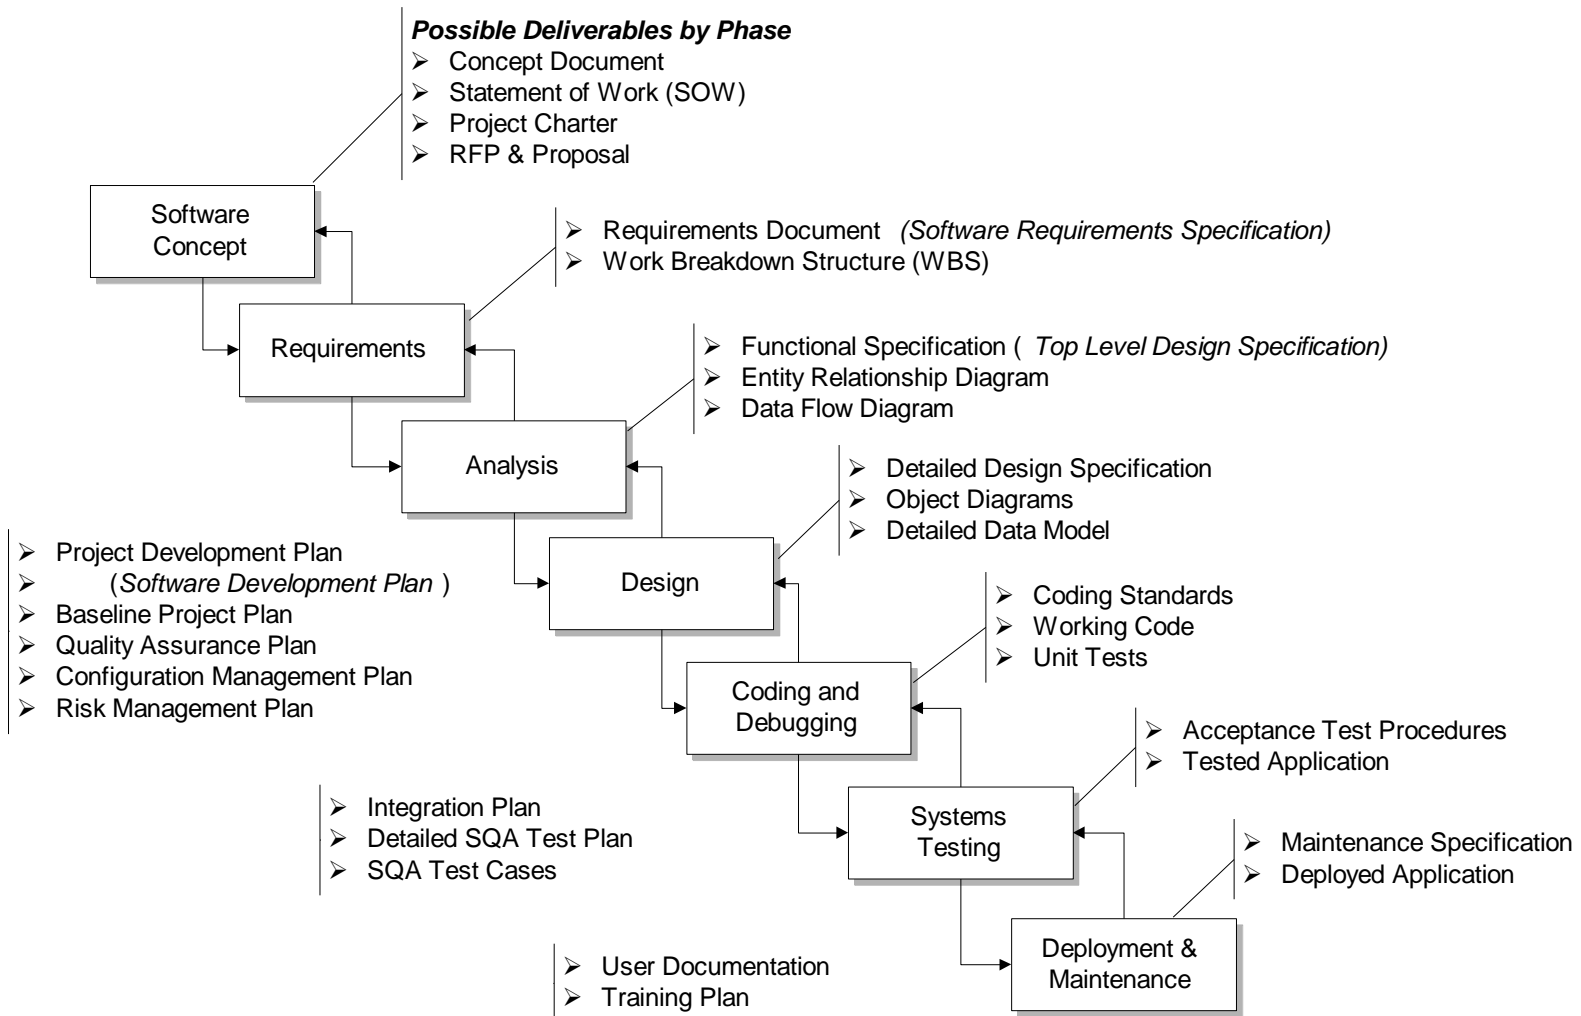 Possible Deliverables by Phase
➢ Concept Document
➢ Statement of Work (SOW)
➢ Project Charter
➢ RFP & Proposal
Software
Concept
➢ Requirements Document (Software Requirements Specification)
➢ Work Breakdown Structure (WBS)
Requirements
➢ Functional Specification ( Top Level Design Specification)
➢ Entity Relationship Diagram
➢ Data Flow Diagram
Analysis
➢ Detailed Design Specification
➢ Object Diagrams
➢ Detailed Data Model
Design
➢ Project Development Plan
➢ (Software Development Plan )
➢ Baseline Project Plan
➢ Quality Assurance Plan
➢ Configuration Management Plan
➢ Risk Management Plan
➢ Coding Standards
➢ Working Code
➢ Unit Tests
Coding and
Debugging
➢ Acceptance Test Procedures
➢ Tested Application
Systems
Testing
➢ Integration Plan
➢ Detailed SQA Test Plan
➢ SQA Test Cases
➢ Maintenance Specification
➢ Deployed Application
Deployment &
Maintenance
➢ User Documentation
➢ Training Plan